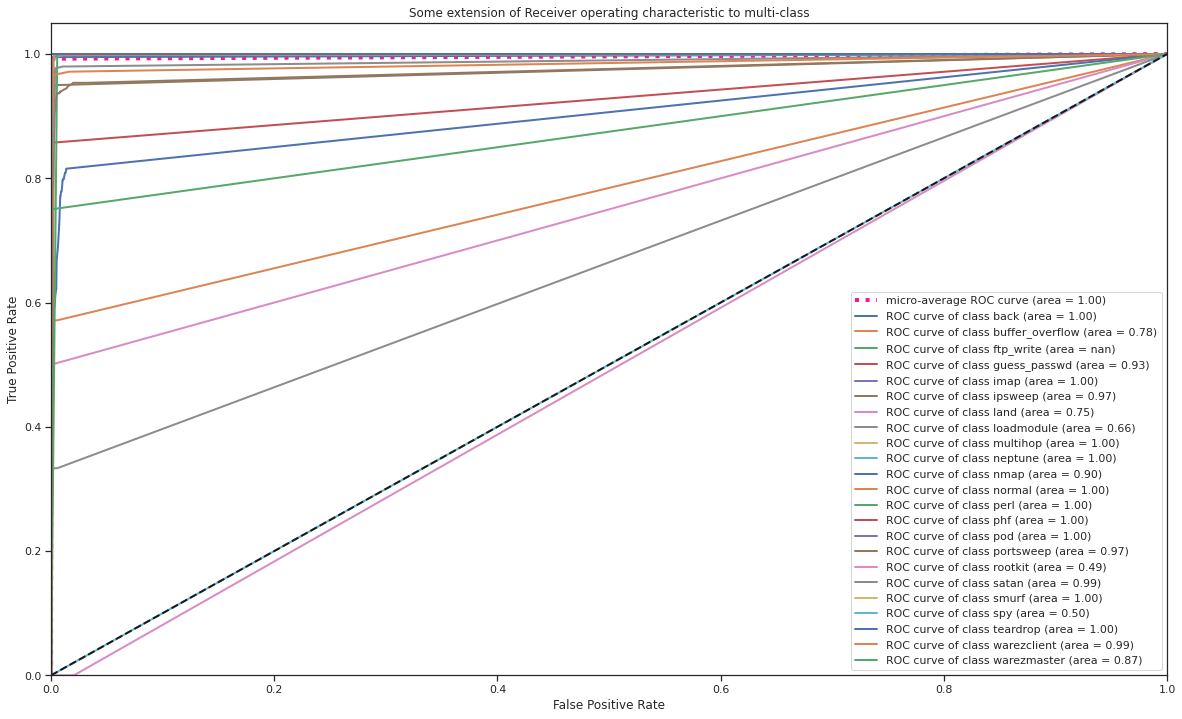 Some extension of Receiver operating characteristic to multi-class
True Positive Rate
1.0
0.8
0.6
0.4
0.2
0.0
micro-average ROC curve (area = 1.00)
ROC curve of class back (area = 1.00)
ROC curve of class buffer_overflow (area = 0.78)
ROC curve of class ftp_write (area = nan)
ROC curve of class guess_passwd (area = 0.93)
ROC curve of class imap (area = 1.00)
ROC curve of class ipsweep (area = 0.97)
ROC curve of class land (area = 0.75)
ROC curve of class loadmodule (area = 0.66)
ROC curve of class multihop (area = 1.00)
ROC curve of class neptune (area = 1.00)
ROC curve of class nmap (area = 0.90)
ROC curve of class normal (area = 1.00)
ROC curve of class perl (area = 1.00)
ROC curve of class phf (area = 1.00)
ROC curve of class pod (area = 1.00)
ROC curve of class portsweep (area = 0.97)
ROC curve of class rootkit (area = 0.49)
ROC curve of class satan (area = 0.99)
ROC curve of class smurf (area = 1.00)
ROC curve of class spy (area = 0.50)
ROC curve of class teardrop (area = 1.00)
ROC curve of class warezclient (area = 0.99)
ROC curve of class warezmaster (area = 0.87)
0.0 0.2 0.4 0.6 0.8 1.0
False Positive Rate